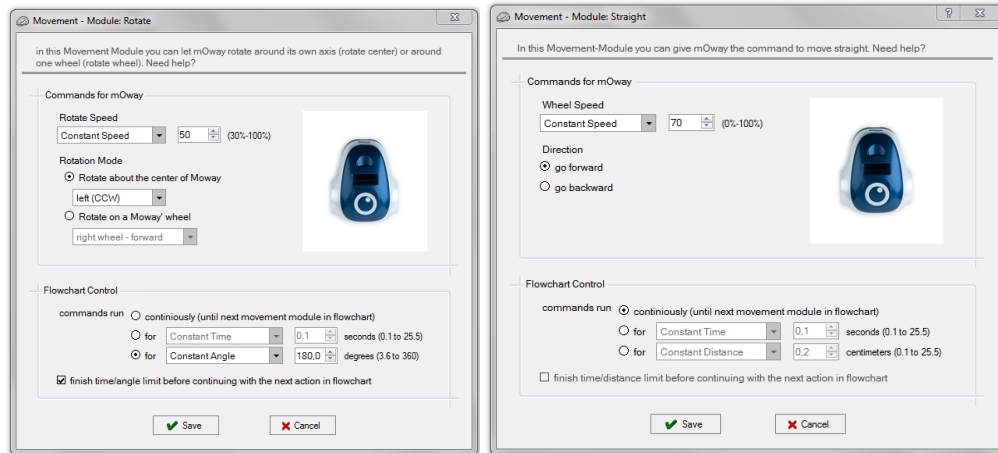 Movement - Module: Rotate
in this Movement Module you can let mOway rotate around its own axis (rotate center) or around
one wheel (rotate wheel). Need help?
Commands for mOway
Rotate Speed
Constant Speed 50 (30%-100%)
Rotation Mode
Rotate about the center of Moway
left (CCW)
Rotate on a Moway' wheel
right wheel - forward
Flowchart Control
commands run continiously (until next movement module in flowchart)
for Constant Time 0,1 seconds (0.1 to 25.5)
for Constant Angle 180,0 degrees (3.6 to 360)
finish time/angle limit before continuing with the next action in flowchart
Save Cancel
Movement - Module: Straight
In this Movement-Module you can give mOway the command to move straight. Need help?
Commands for mOway
Wheel Speed
Constant Speed 70 (0%-100%)
Direction
go forward
go backward
Flowchart Control
commands run continiously (until next movement module in flowchart)
for Constant Time 0,1 seconds (0.1 to 25.5)
for Constant Distance 0,2 centimeters (0.1 to 25.5)
finish time/distance limit before continuing with the next action in flowchart
Save Cancel